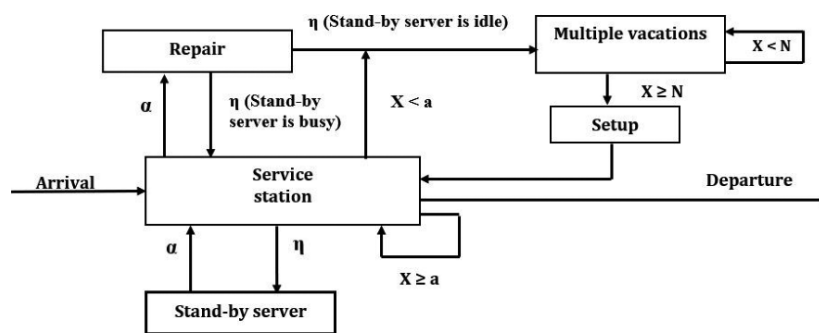 η (Stand-by server is idle)
Repair
Multiple vacations
X < N
α
η (Stand-by
server is busy)
X < a
X ≥ N
Setup
Arrival
Service
station
Departure
α
η
X ≥ a
Stand-by server